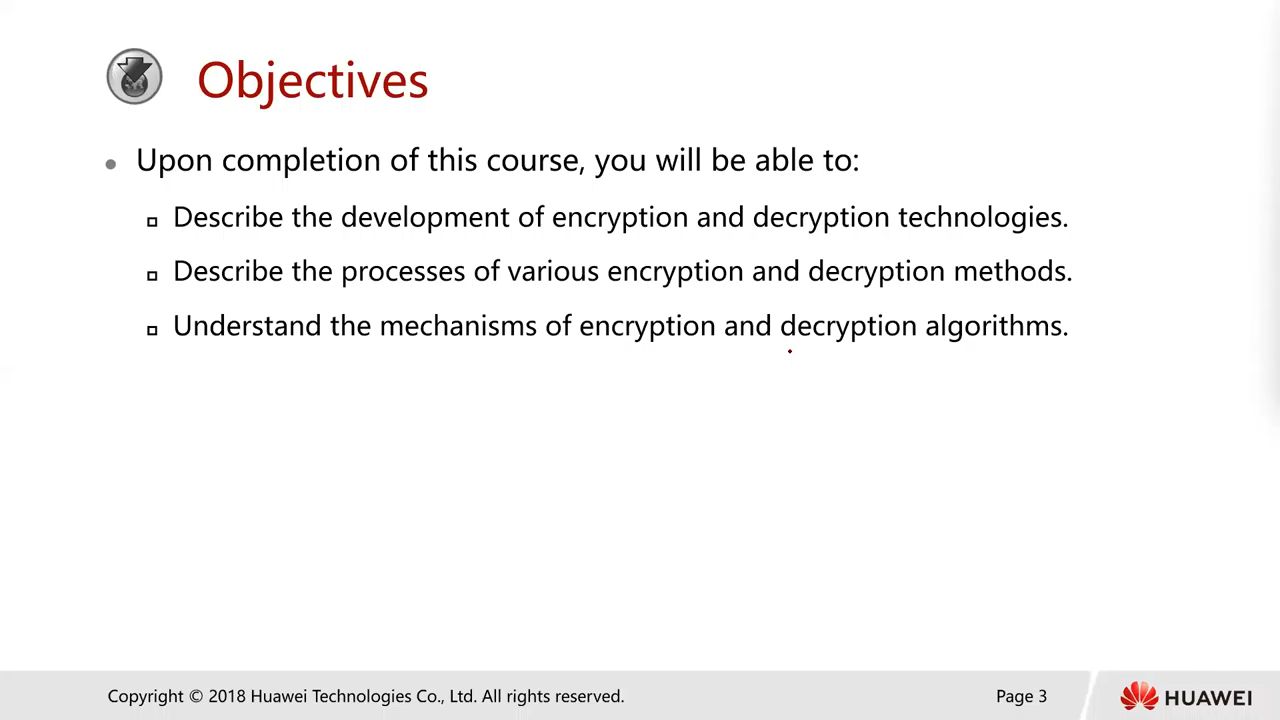 Objectives
Upon completion of this course, you will be able to:
Describe the development of encryption and decryption technologies.
Describe the processes of various encryption and decryption methods.
Understand the mechanisms of encryption and decryption algorithms.
Copyright © 2018 Huawei Technologies Co., Ltd. All rights reserved.
Page 3
HUAWEI